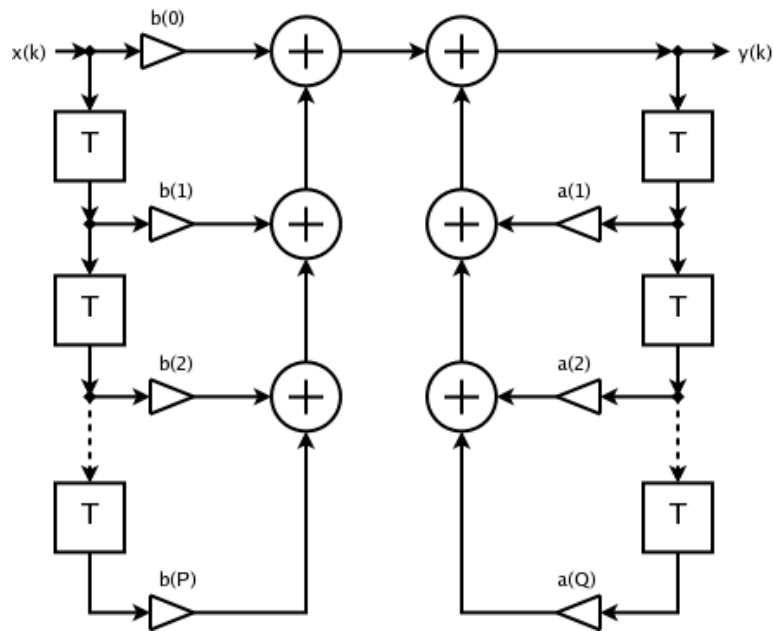 b(0)
x(k)
y(k)
T
T
b(1)
a(1)
T
T
b(2)
a(2)
T
T
b(P)
a(Q)